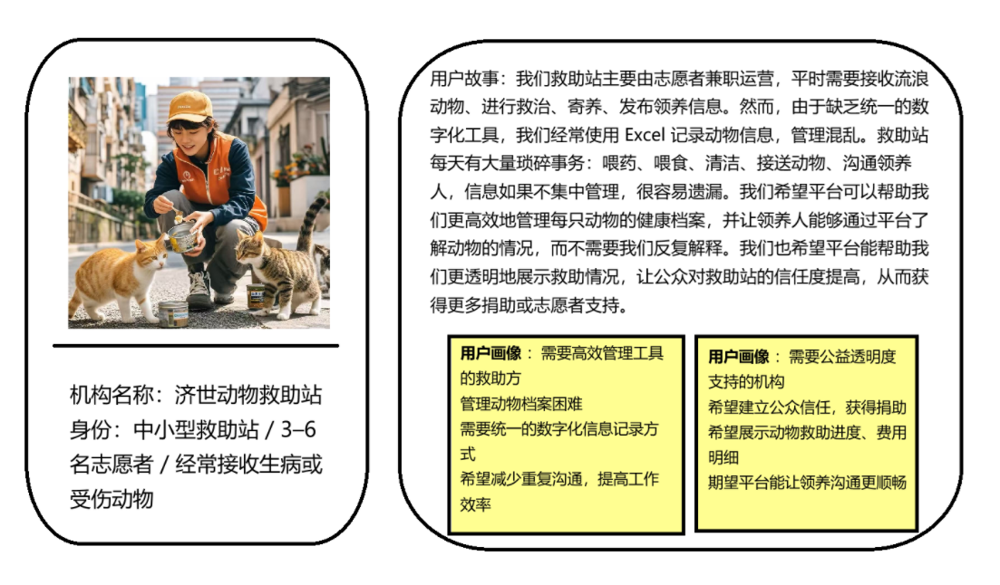 机构名称：济世动物救助站
身份：中小型救助站 / 3–6
名志愿者 / 经常接收生病或
受伤动物
用户故事：我们救助站主要由志愿者兼职运营，平时需要接收流浪
动物、进行救治、寄养、发布领养信息。然而，由于缺乏统一的数
字化工具，我们经常使用 Excel 记录动物信息，管理混乱。救助站
每天有大量琐碎事务：喂药、喂食、清洁、接送动物、沟通领养
人，信息如果不集中管理，很容易遗漏。我们希望平台可以帮助我
们更高效地管理每只动物的健康档案，并让领养人能够通过平台了
解动物的情况，而不需要我们反复解释。我们也希望平台能帮助我
们更透明地展示救助情况，让公众对救助站的信任度提高，从而获
得更多捐助或志愿者支持。
用户画像 ：需要高效管理工具
的救助方
管理动物档案困难
需要统一的数字化信息记录方
式
希望减少重复沟通，提高工作
效率
用户画像 ：需要公益透明度
支持的机构
希望建立公众信任，获得捐助
希望展示动物救助进度、费用
明细
期望平台能让领养沟通更顺畅